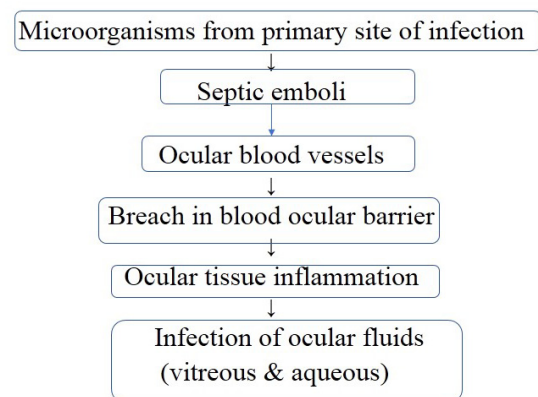 Microorganisms from primary site of infection
Septic emboli
Ocular blood vessels
Breach in blood ocular barrier
Ocular tissue inflammation
Infection of ocular fluids
(vitreous & aqueous)